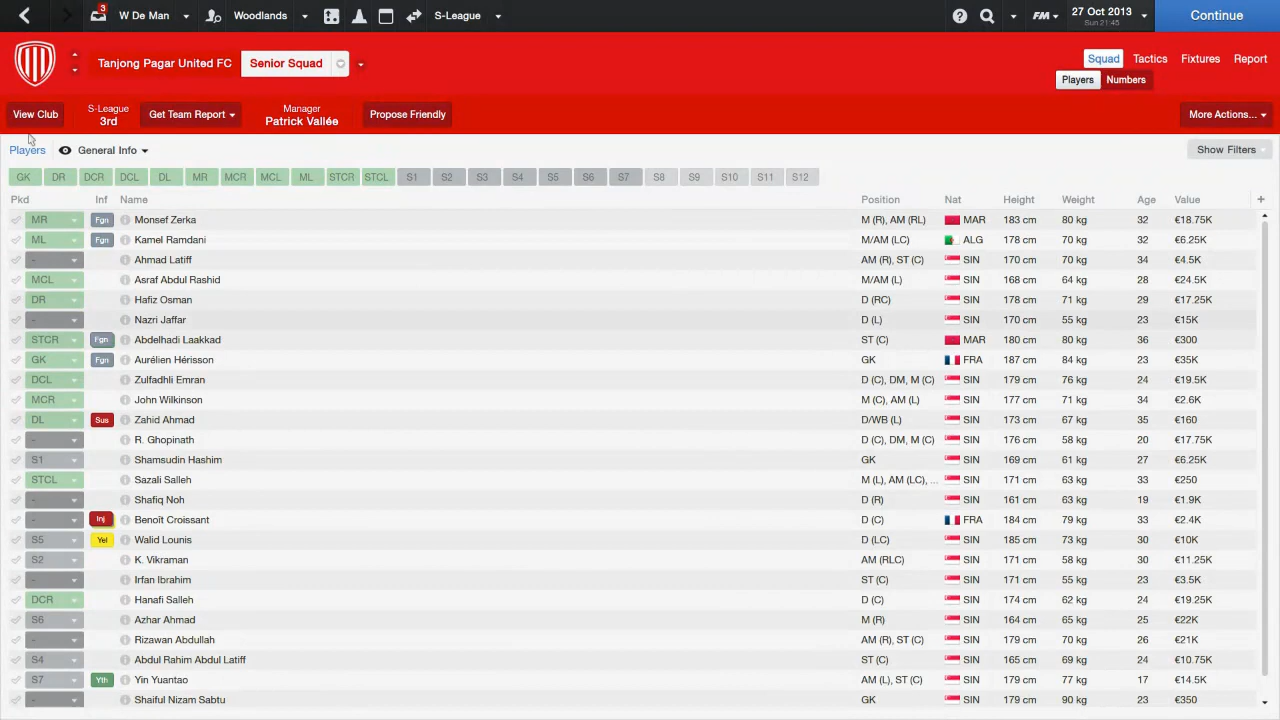 3 W De Man Woodlands S-League FM 27 Oct 2013 Sun 21:45 Continue
Tanjong Pagar United FC Senior Squad Squad Tactics Fixtures Report
Players Numbers
View Club S-League 3rd Get Team Report Manager Patrick Vallée Propose Friendly More Actions...
Players General Info Show Filters
GK DR DCR DCL DL MR MCR MCL ML STCR STCL S1 S2 S3 S4 S5 S6 S7 S8 S9 S10 S11 S12
Pkd Inf Name Position Nat Height Weight Age Value +
MR Fgn Monsef Zerka M (R), AM (RL) MAR 183 cm 80 kg 32 €18.75K
ML Fgn Kamel Ramdani M/AM (LC) ALG 178 cm 70 kg 32 €6.25K
- Ahmad Latiff AM (R), ST (C) SIN 170 cm 70 kg 34 €4.5K
MCL Asraf Abdul Rashid M/AM (L) SIN 168 cm 64 kg 28 €24.5K
DR Hafiz Osman D (RC) SIN 178 cm 71 kg 29 €17.25K
- Nazri Jaffar D (L) SIN 170 cm 55 kg 23 €15K
STCR Fgn Abdelhadi Laakkad ST (C) MAR 180 cm 80 kg 36 €300
GK Fgn Aurélien Hérisson GK FRA 187 cm 84 kg 23 €35K
DCL Zulfadhli Emran D (C), DM, M (C) SIN 179 cm 76 kg 24 €19.5K
MCR John Wilkinson M (C), AM (L) SIN 177 cm 71 kg 34 €2.6K
DL Sus Zahid Ahmad D/WB (L) SIN 173 cm 67 kg 35 €160
- R. Ghopinath D (C), DM, M (C) SIN 176 cm 58 kg 20 €17.75K
S1 Shamsudin Hashim GK SIN 169 cm 61 kg 27 €6.25K
STCL Sazali Salleh M (L), AM (LC), ... SIN 171 cm 63 kg 33 €250
- Shafiq Noh D (R) SIN 161 cm 63 kg 19 €1.9K
- Inj Benoît Croissant D (C) FRA 184 cm 79 kg 33 €2.4K
S5 Yel Walid Lounis D (LC) SIN 185 cm 73 kg 30 €10K
S2 K. Vikraman AM (RLC) SIN 171 cm 58 kg 30 €11.25K
- Irfan Ibrahim ST (C) SIN 171 cm 55 kg 23 €3.5K
DCR Hanafi Salleh D (C) SIN 174 cm 62 kg 24 €19.25K
S6 Azhar Ahmad M (R) SIN 164 cm 65 kg 25 €22K
- Rizawan Abdullah AM (R), ST (C) SIN 179 cm 70 kg 26 €21K
S4 Abdul Rahim Abdul Latiff ST (C) SIN 165 cm 69 kg 24 €10.75K
S7 Yth Yin Yuantao AM (L), ST (C) SIN 179 cm 77 kg 17 €14.5K
- Shaiful Nizam Sabtu GK SIN 179 cm 90 kg 23 €350